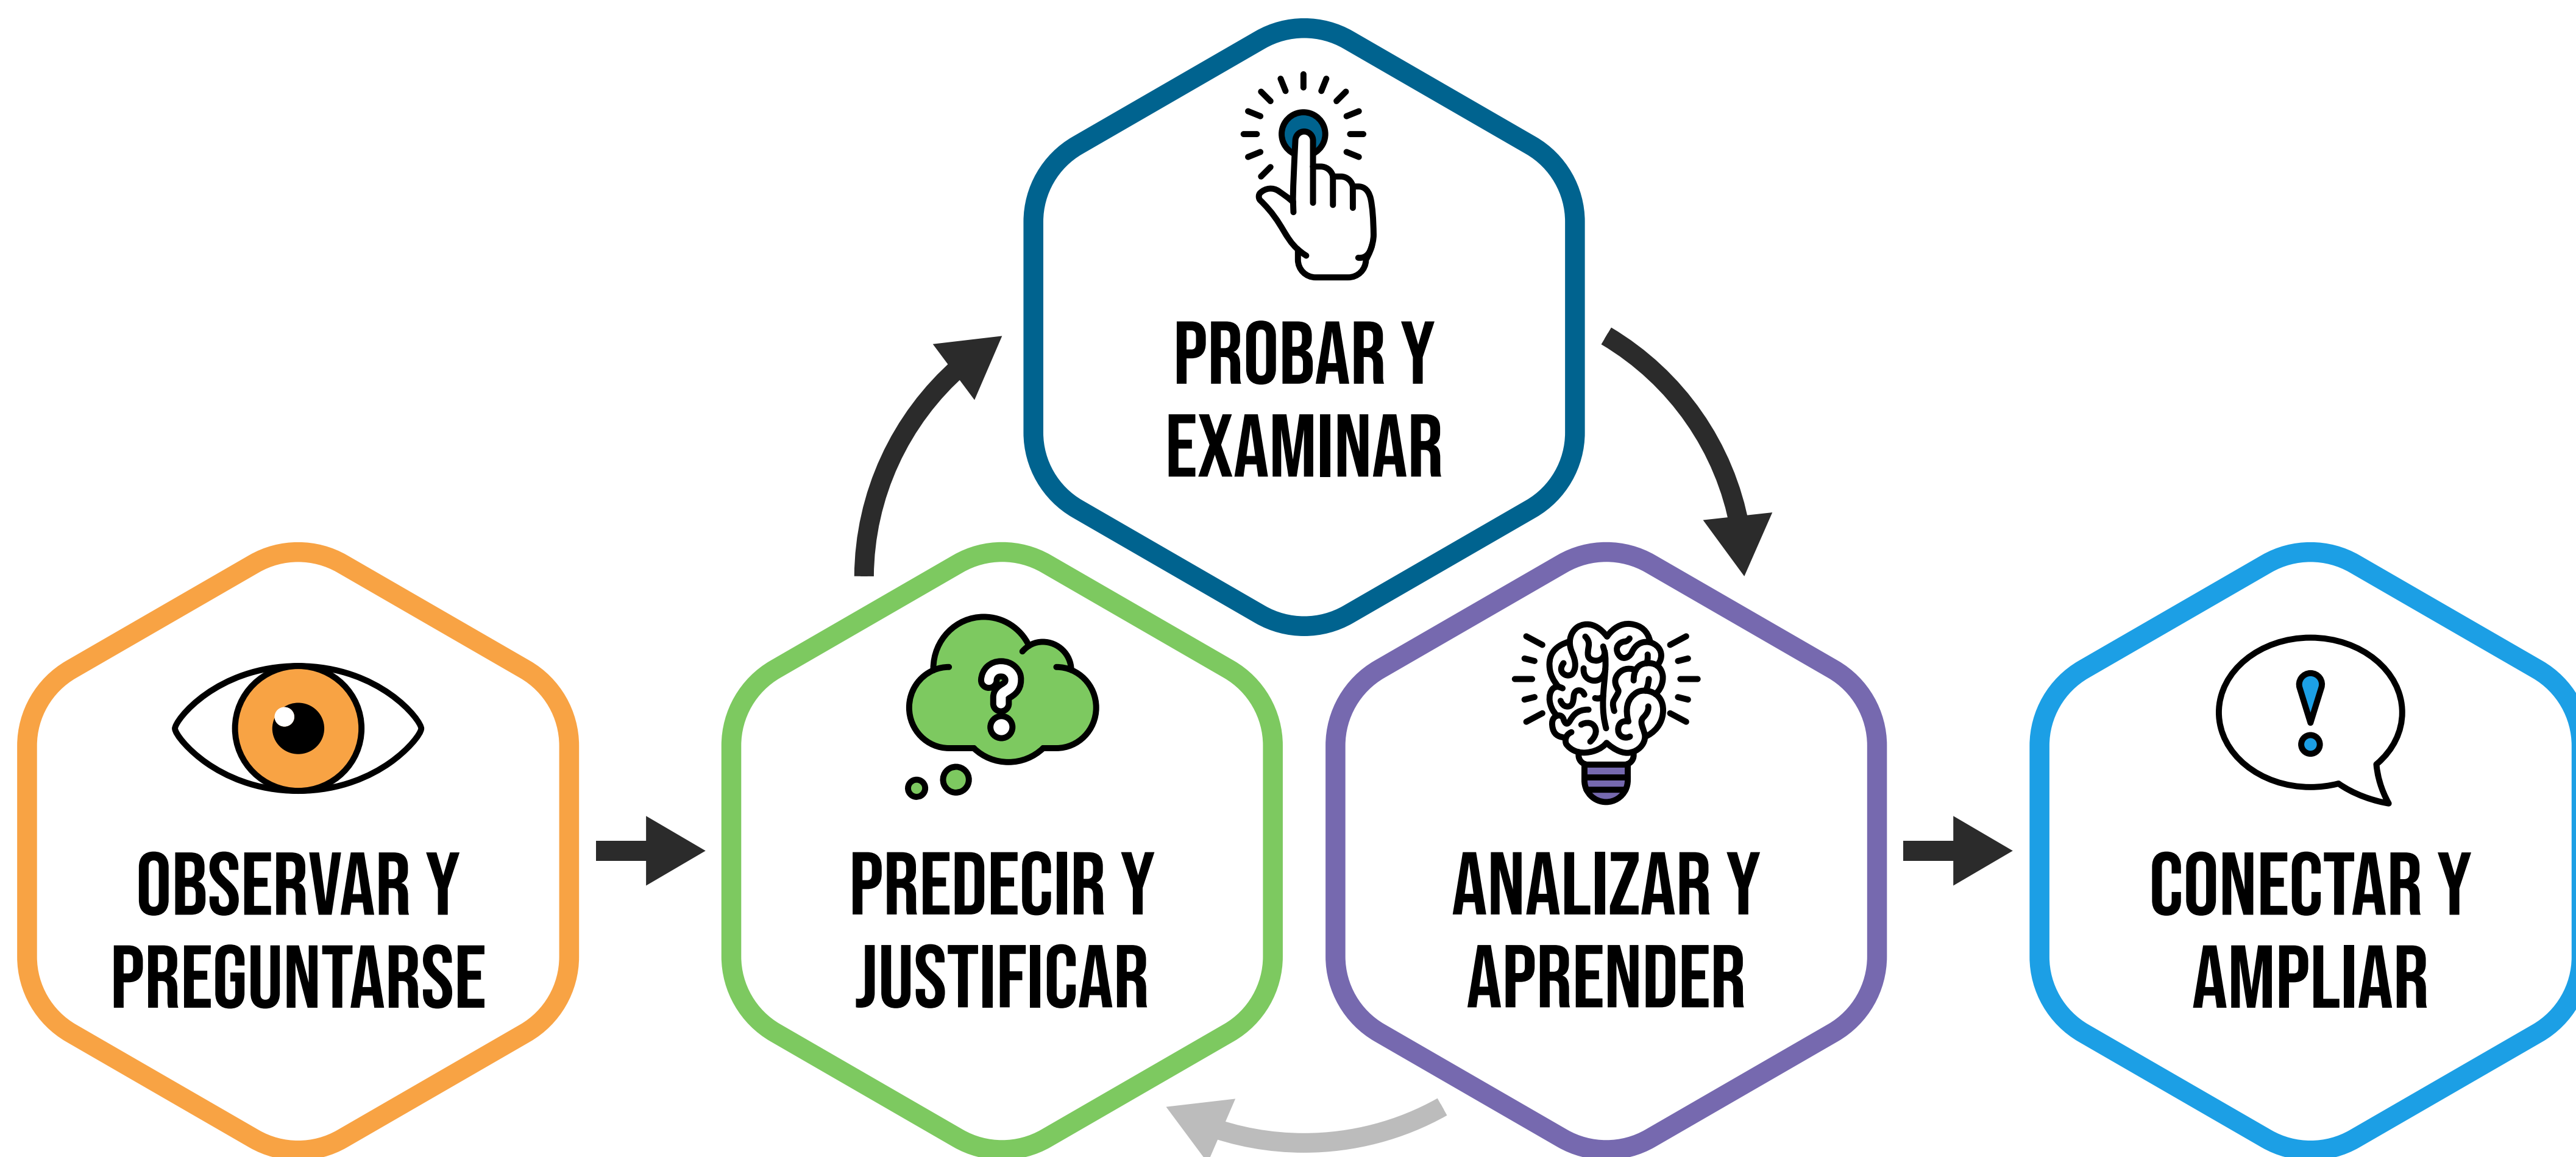 PROBAR Y
EXAMINAR
OBSERVAR Y
PREGUNTARSE
PREDECIR Y
JUSTIFICAR
ANALIZAR Y
APRENDER
CONECTAR Y
AMPLIAR